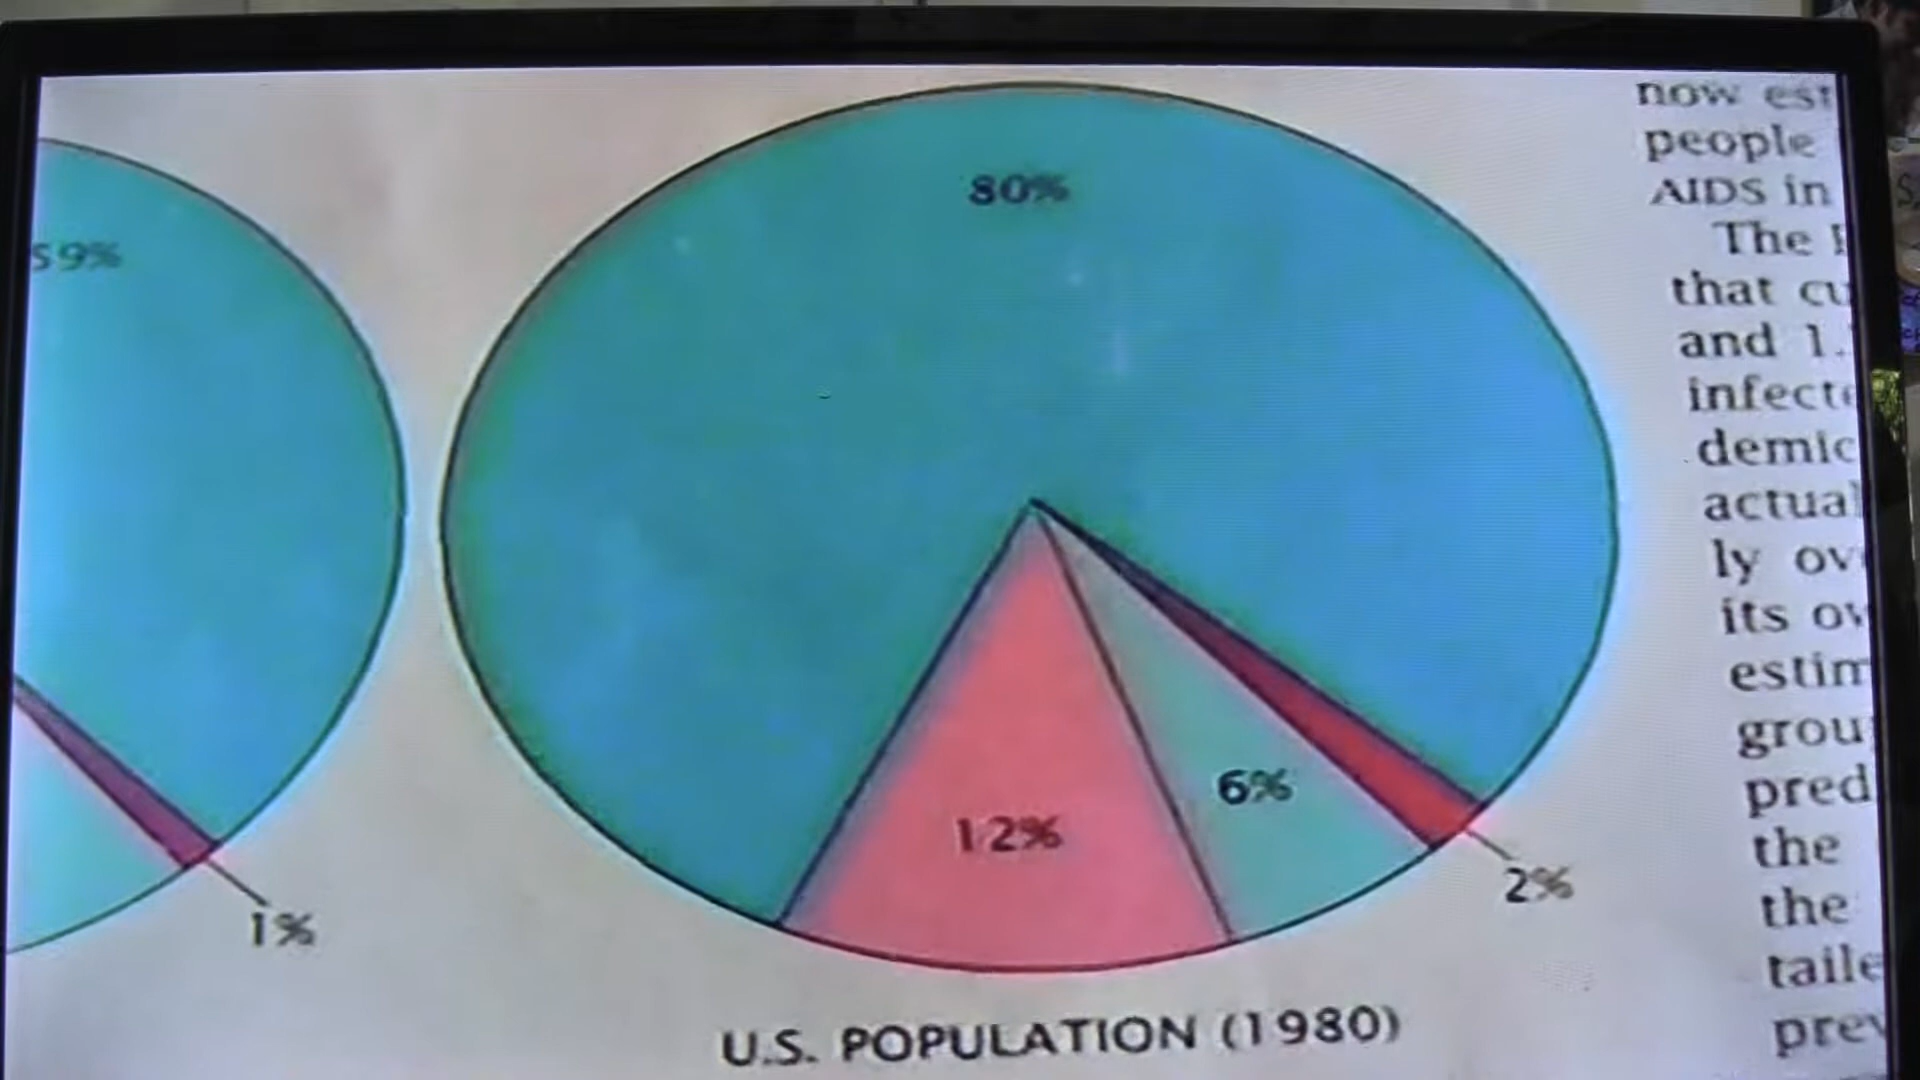 59%
1%
80%
12%
6%
2%
U.S. POPULATION (1980)
now est
people
AIDS in
The
that cu
and 1.
infecte
demic
actual
ly ov
its ow
estim
grou
pred
the
the
taile
prev